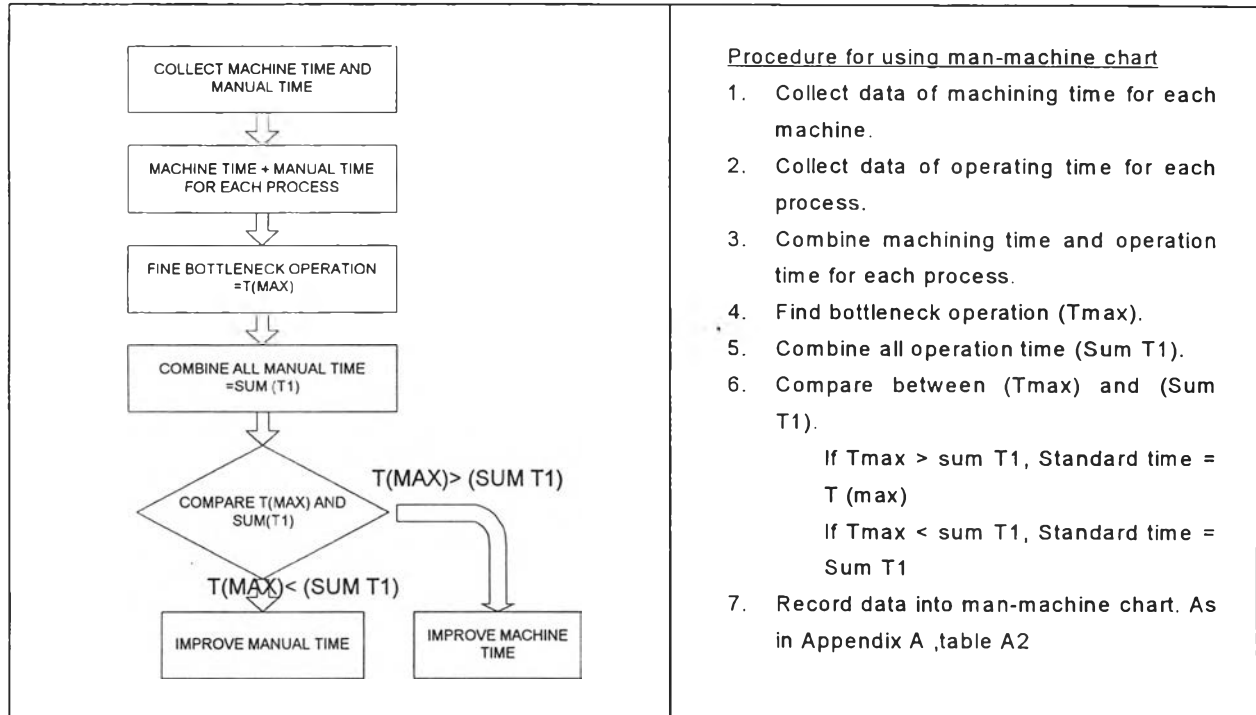 COLLECT MACHINE TIME AND
MANUAL TIME
MACHINE TIME + MANUAL TIME
FOR EACH PROCESS
FINE BOTTLENECK OPERATION
=T(MAX)
COMBINE ALL MANUAL TIME
=SUM (T1)
COMPARE T(MAX) AND
SUM(T1)
T(MAX)> (SUM T1)
T(MAX)< (SUM T1)
IMPROVE MANUAL TIME
IMPROVE MACHINE
TIME
Procedure for using man-machine chart
1. Collect data of machining time for each
machine.
2. Collect data of operating time for each
process.
3. Combine machining time and operation
time for each process.
4. Find bottleneck operation (Tmax).
5. Combine all operation time (Sum T1).
6. Compare between (Tmax) and (Sum
T1).
If Tmax > sum T1, Standard time =
T (max)
If Tmax < sum T1, Standard time =
Sum T1
7. Record data into man-machine chart. As
in Appendix A ,table A2